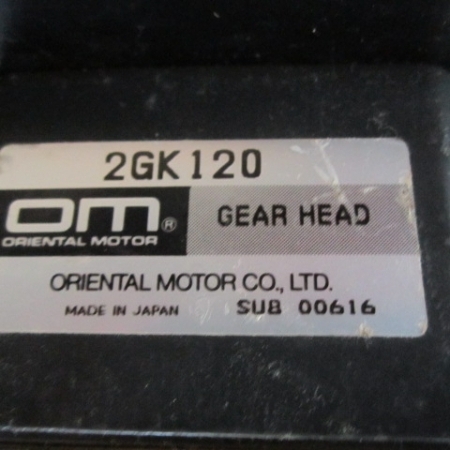 2GK120
om®
ORIENTAL MOTOR
GEAR HEAD
ORIENTAL MOTOR CO., LTD.
MADE IN JAPAN SUB 00616